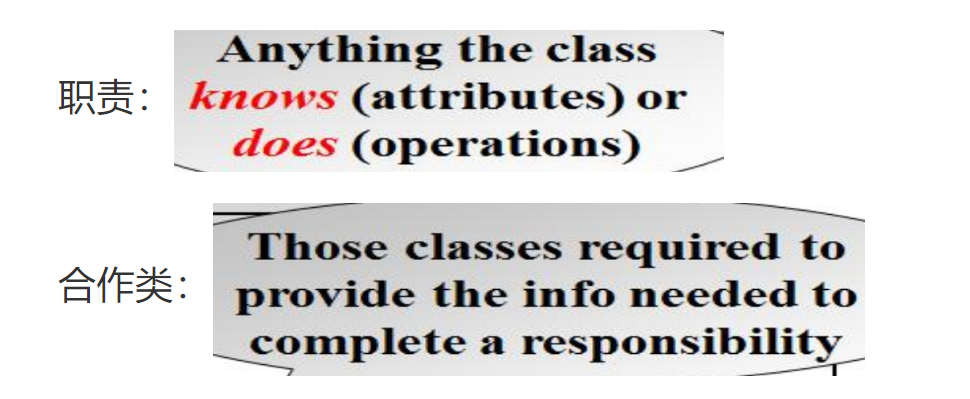 职责：
Anything the class
knows (attributes) or
does (operations)
合作类：
Those classes required to
provide the info needed to
complete a responsibility